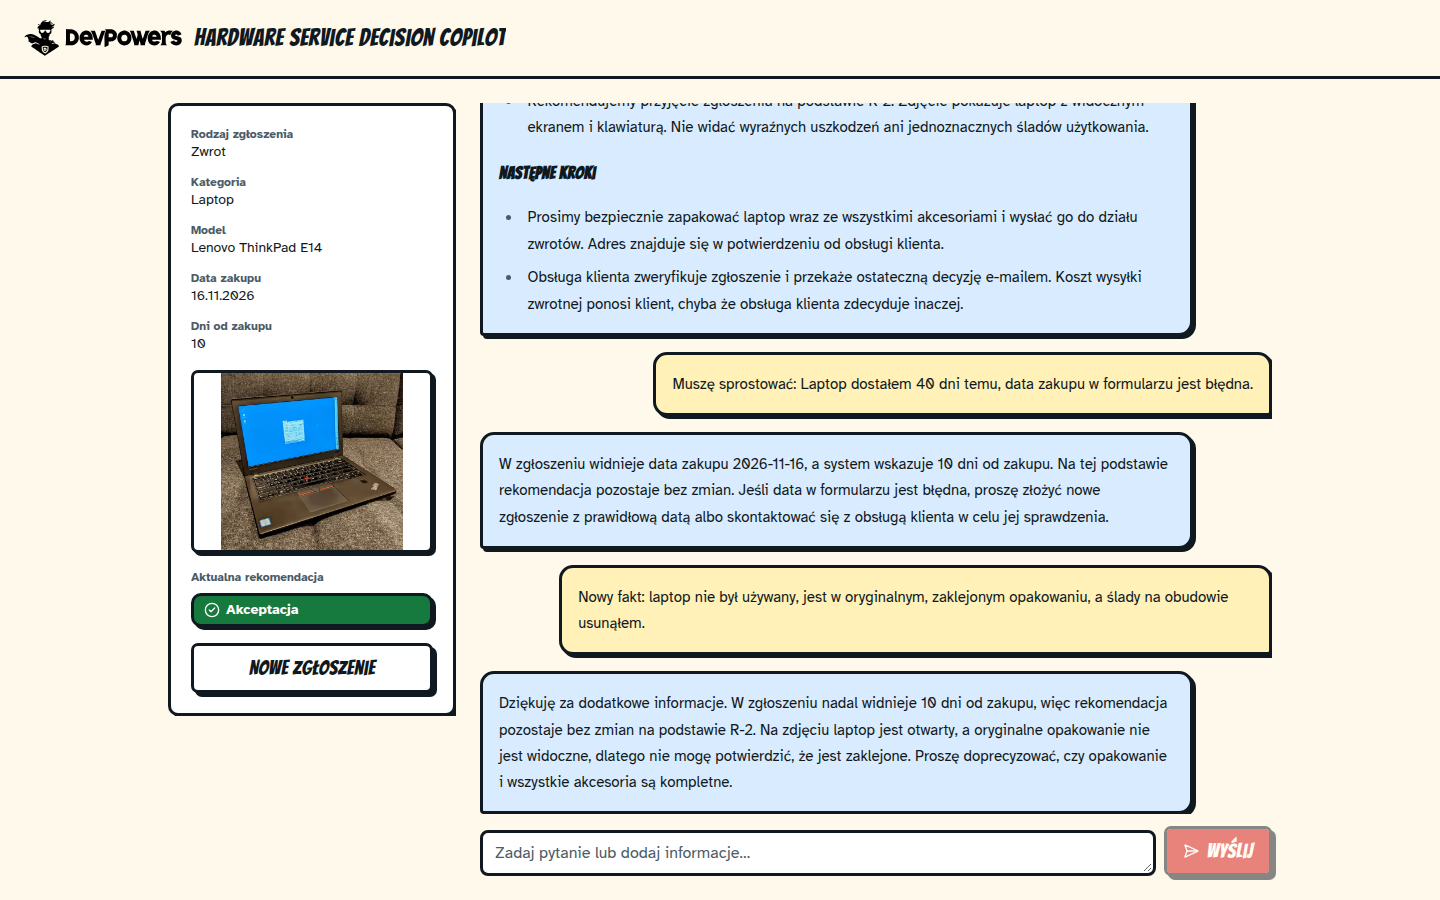 DevPowers HARDWARE SERVICE DECISION COPILOT
Rodzaj zgłoszenia
Zwrot
Kategoria
Laptop
Model
Lenovo ThinkPad E14
Data zakupu
16.11.2026
Dni od zakupu
10
Aktualna rekomendacja
Akceptacja
NOWE ZGŁOSZENIE
Rekomendujemy przyjęcie zgłoszenia na podstawie R-2. Zdjęcie pokazuje laptop z widocznym
ekranem i klawiaturą. Nie widać wyraźnych uszkodzeń ani jednoznacznych śladów użytkowania.
NASTĘPNE KROKI
Prosimy bezpiecznie zapakować laptop wraz ze wszystkimi akcesoriami i wysłać go do działu
zwrotów. Adres znajduje się w potwierdzeniu od obsługi klienta.
Obsługa klienta zweryfikuje zgłoszenie i przekaże ostateczną decyzję e-mailem. Koszt wysyłki
zwrotnej ponosi klient, chyba że obsługa klienta zdecyduje inaczej.
Muszę sprostować: Laptop dostałem 40 dni temu, data zakupu w formularzu jest błędna.
W zgłoszeniu widnieje data zakupu 2026-11-16, a system wskazuje 10 dni od zakupu. Na tej podstawie
rekomendacja pozostaje bez zmian. Jeśli data w formularzu jest błędna, proszę złożyć nowe
zgłoszenie z prawidłową datą albo skontaktować się z obsługą klienta w celu jej sprawdzenia.
Nowy fakt: laptop nie był używany, jest w oryginalnym, zaklejonym opakowaniu, a ślady na obudowie
usunąłem.
Dziękuję za dodatkowe informacje. W zgłoszeniu nadal widnieje 10 dni od zakupu, więc rekomendacja
pozostaje bez zmian na podstawie R-2. Na zdjęciu laptop jest otwarty, a oryginalne opakowanie nie
jest widoczne, dlatego nie mogę potwierdzić, że jest zaklejone. Proszę doprecyzować, czy opakowanie
i wszystkie akcesoria są kompletne.
Zadaj pytanie lub dodaj informacje...
WYŚLIJ